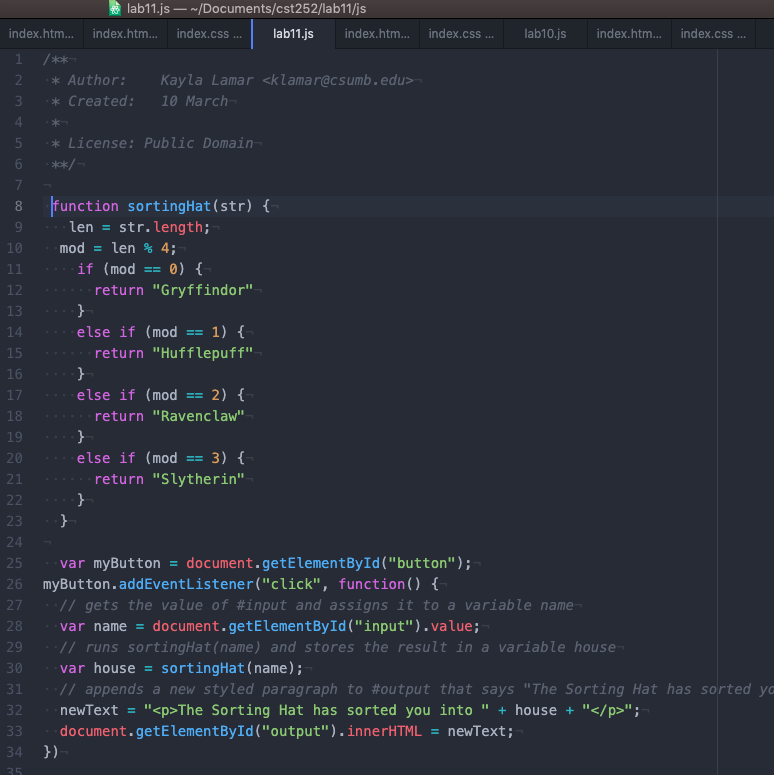 lab11.js — ~/Documents/cst252/lab11/js
index.htm... index.htm... index.css ... lab11.js index.htm... index.css ... lab10.js index.htm... index.css ...
1 /**
2 * Author: Kayla Lamar <klamar@csumb.edu>
3 * Created: 10 March
4 *
5 * License: Public Domain
6 **/
7
8 function sortingHat(str) {
9 len = str.length;
10 mod = len % 4;
11 if (mod == 0) {
12 return "Gryffindor"
13 }
14 else if (mod == 1) {
15 return "Hufflepuff"
16 }
17 else if (mod == 2) {
18 return "Ravenclaw"
19 }
20 else if (mod == 3) {
21 return "Slytherin"
22 }
23 }
24
25 var myButton = document.getElementById("button");
26 myButton.addEventListener("click", function() {
27 // gets the value of #input and assigns it to a variable name
28 var name = document.getElementById("input").value;
29 // runs sortingHat(name) and stores the result in a variable house
30 var house = sortingHat(name);
31 // appends a new styled paragraph to #output that says "The Sorting Hat has sorted yo
32 newText = "<p>The Sorting Hat has sorted you into " + house + "</p>";
33 document.getElementById("output").innerHTML = newText;
34 })
35